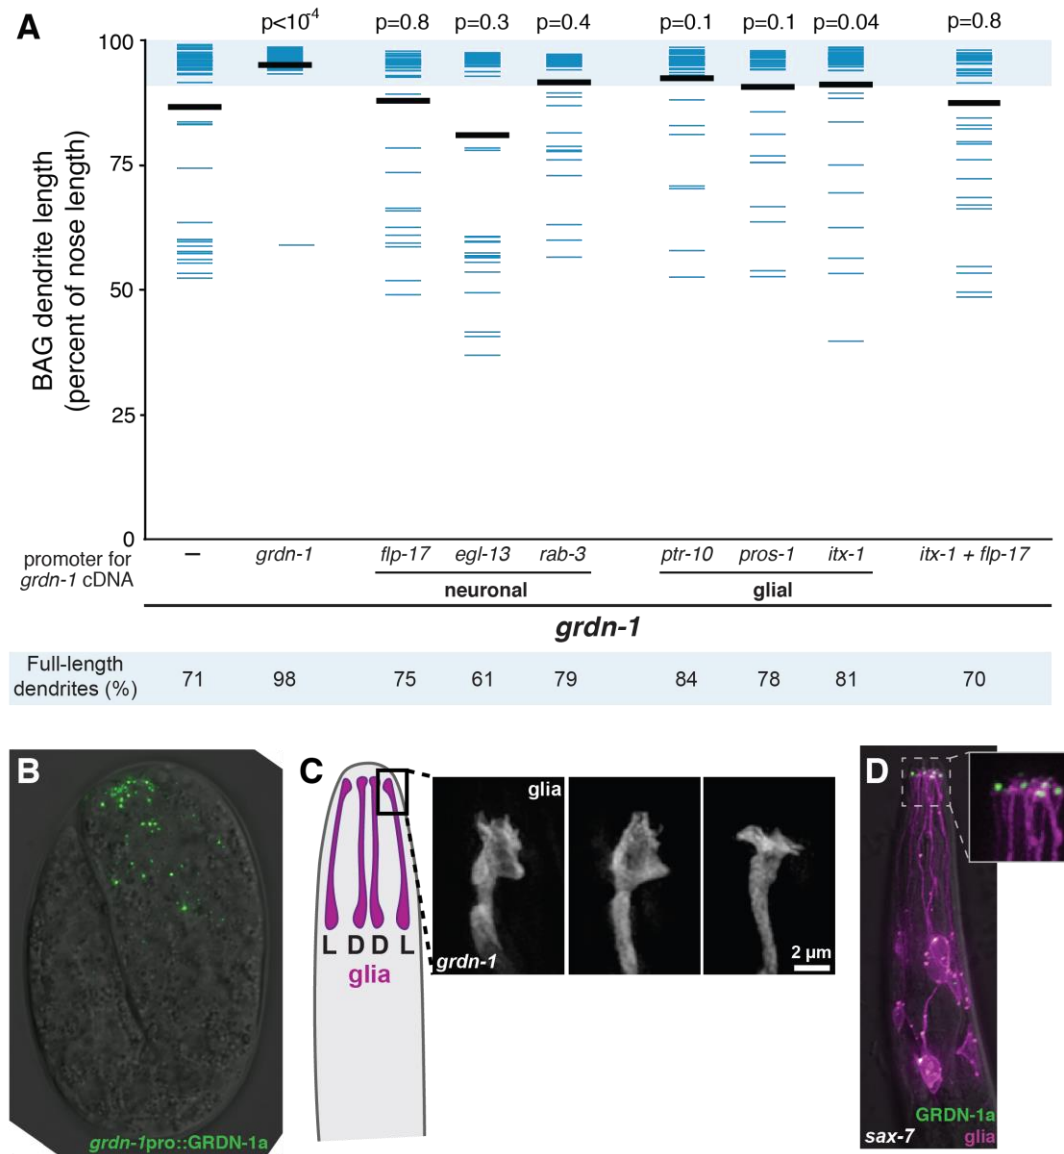 A
p<10-4 p=0.8 p=0.3 p=0.4 p=0.1 p=0.1 p=0.04 p=0.8
BAG dendrite length
(percent of nose length)
100
75
50
25
0
promoter for
grdn-1 cDNA
– grdn-1 flp-17 egl-13 rab-3 ptr-10 pros-1 itx-1 itx-1 + flp-17
neuronal glial
grdn-1
Full-length
dendrites (%)
71 98 75 61 79 84 78 81 70
B
grdn-1pro::GRDN-1a
C
L D D L
glia
glia
grdn-1
2 μm
D
GRDN-1a
sax-7 glia